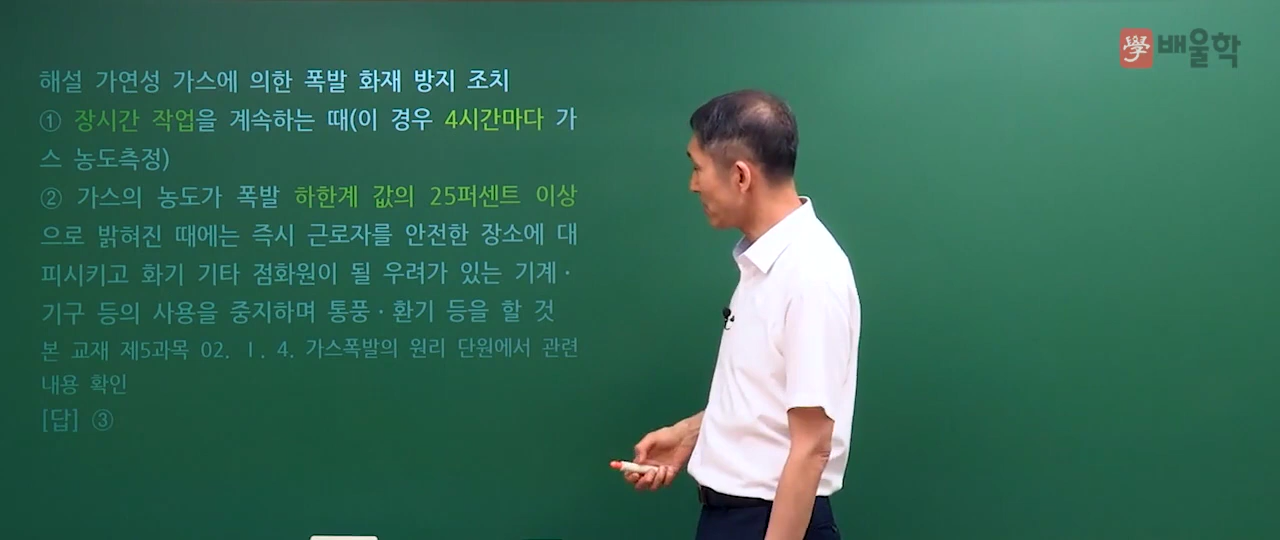 學 배울학
해설 가연성 가스에 의한 폭발 화재 방지 조치
① 장시간 작업을 계속하는 때(이 경우 4시간마다 가
스 농도측정)
② 가스의 농도가 폭발 하한계 값의 25퍼센트 이상
으로 밝혀진 때에는 즉시 근로자를 안전한 장소에 대
피시키고 화기 기타 점화원이 될 우려가 있는 기계·
기구 등의 사용을 중지하며 통풍·환기 등을 할 것
본 교재 제5과목 02. Ⅰ. 4. 가스폭발의 원리 단원에서 관련
내용 확인
[답] ③